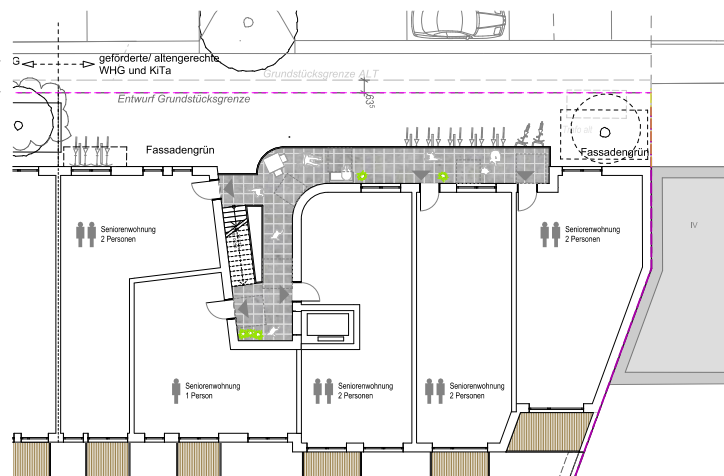 G
geförderte/ altengerechte
WHG und KiTa
Grundstücksgrenze ALT
Entwurf Grundstücksgrenze
63⁵
Fassadengrün
Fassadengrün
IV
Seniorenwohnung
2 Personen
Seniorenwohnung
2 Personen
Seniorenwohnung
1 Person
Seniorenwohnung
2 Personen
Seniorenwohnung
2 Personen